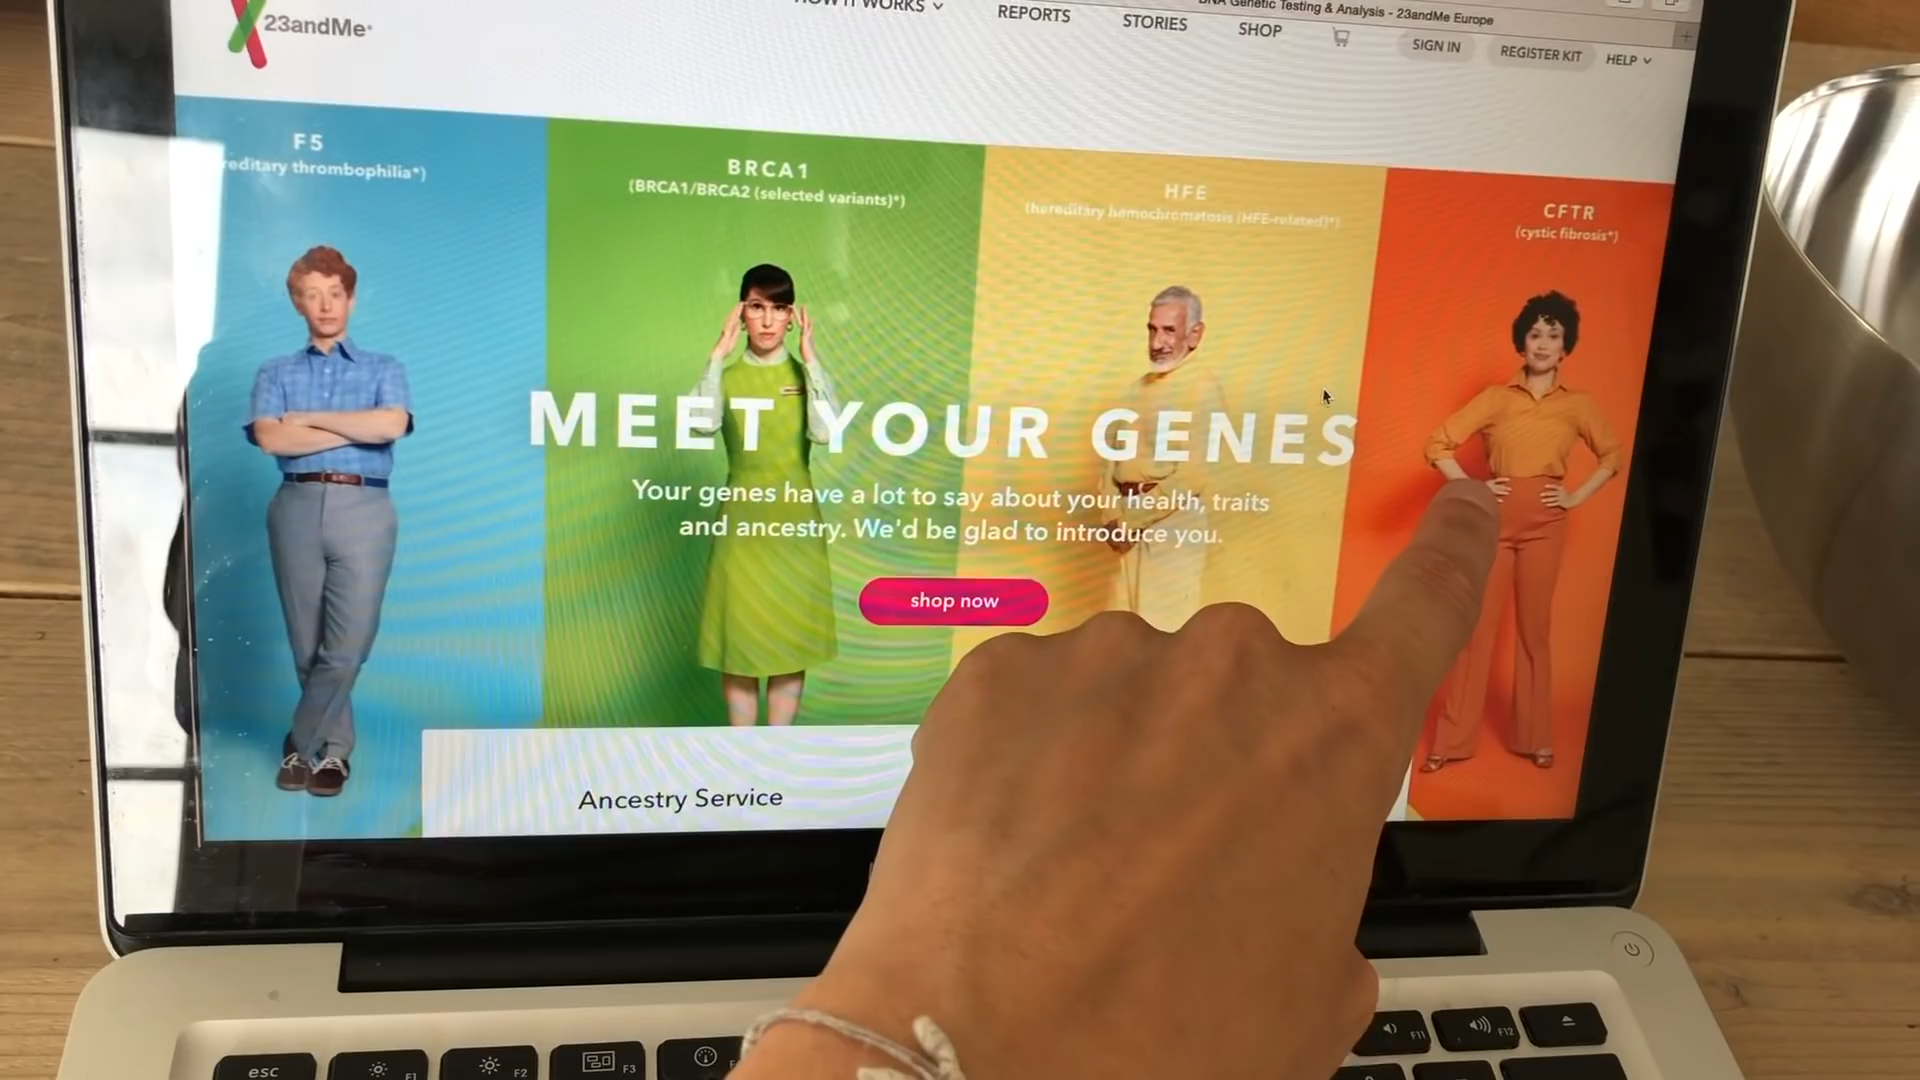 DNA Genetic Testing & Analysis - 23andMe Europe
23andMe
HOW IT WORKS
REPORTS
STORIES
SHOP
SIGN IN
REGISTER KIT
HELP
F5
reditary thrombophilia*)
BRCA1
(BRCA1/BRCA2 (selected variants)*)
HFE
(hereditary hemochromatosis (HFE-related)*)
CFTR
(cystic fibrosis*)
MEET YOUR GENES
Your genes have a lot to say about your health, traits
and ancestry. We'd be glad to introduce you.
shop now
Ancestry Service
esc
F1
F2
F3
F11
F12